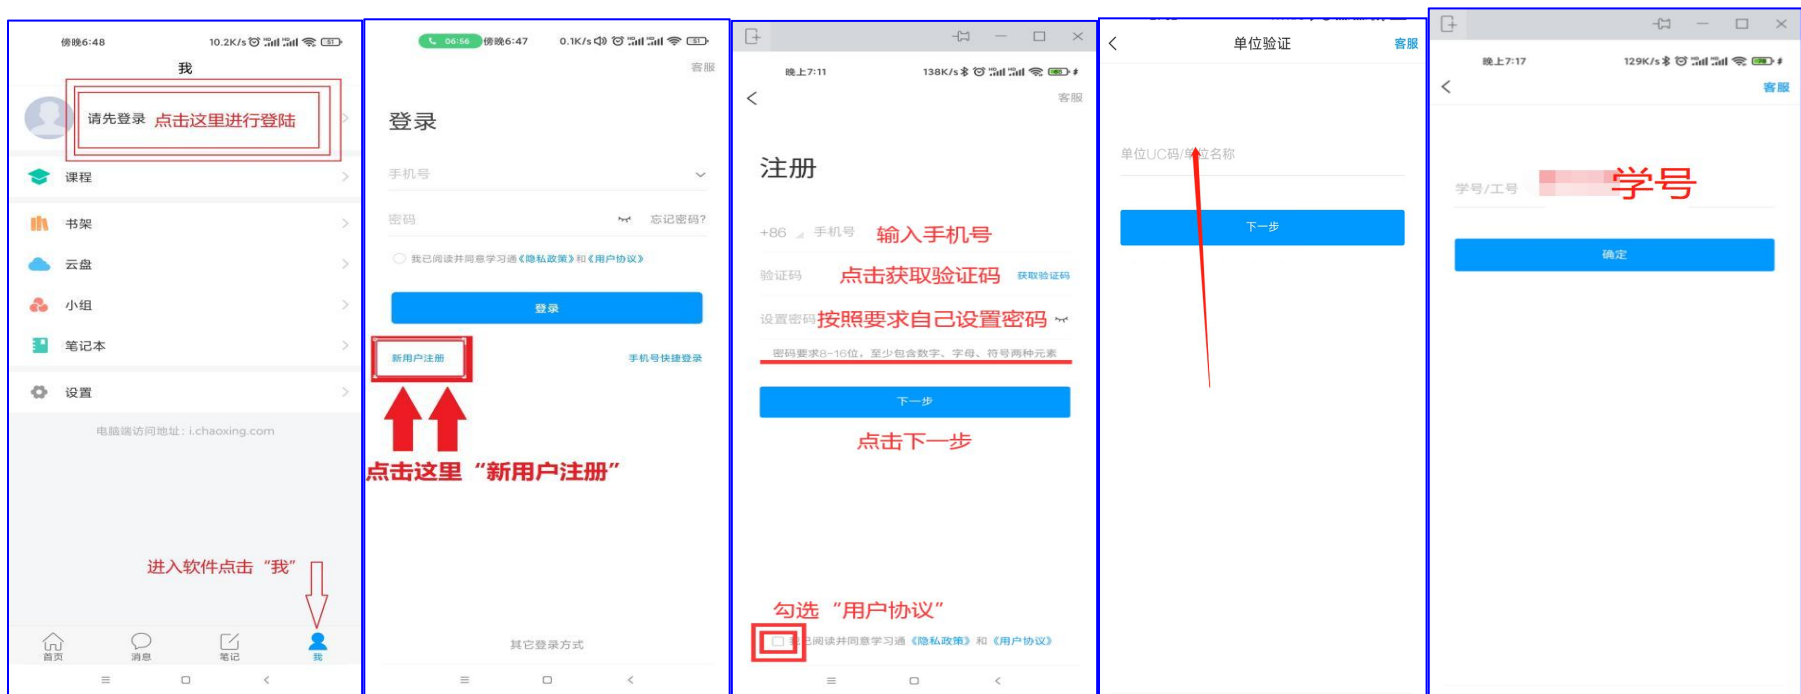 傍晚6:48 10.2K/s
我
请先登录 点击这里进行登陆
课程
书架
云盘
小组
笔记本
设置
电脑端访问地址：i.chaoxing.com
进入软件点击“我”
首页 消息 笔记 我
06:56 傍晚6:47 0.1K/s
客服
登录
手机号
密码 忘记密码?
我已阅读并同意学习通《隐私政策》和《用户协议》
登录
新用户注册 手机号快捷登录
点击这里“新用户注册”
其它登录方式
晚上7:11 138K/s
客服
注册
+86 手机号 输入手机号
验证码 点击获取验证码 获取验证码
设置密码 按照要求自己设置密码
密码要求8-16位，至少包含数字、字母、符号两种元素
下一步
点击下一步
勾选“用户协议”
我已阅读并同意学习通《隐私政策》和《用户协议》
单位验证 客服
单位UC码/单位名称
下一步
晚上7:17 129K/s
客服
学号/工号 学号
确定